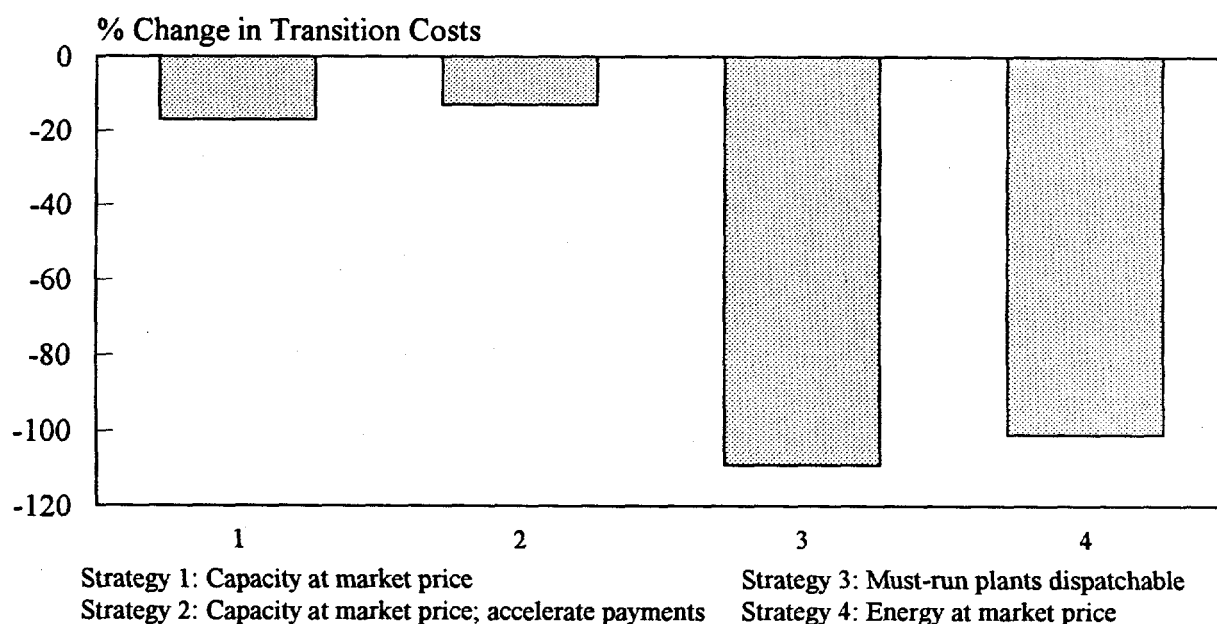 % Change in Transition Costs
0
-20
-40
-60
-80
-100
-120
1 2 3 4
Strategy 1: Capacity at market price
Strategy 2: Capacity at market price; accelerate payments
Strategy 3: Must-run plants dispatchable
Strategy 4: Energy at market price